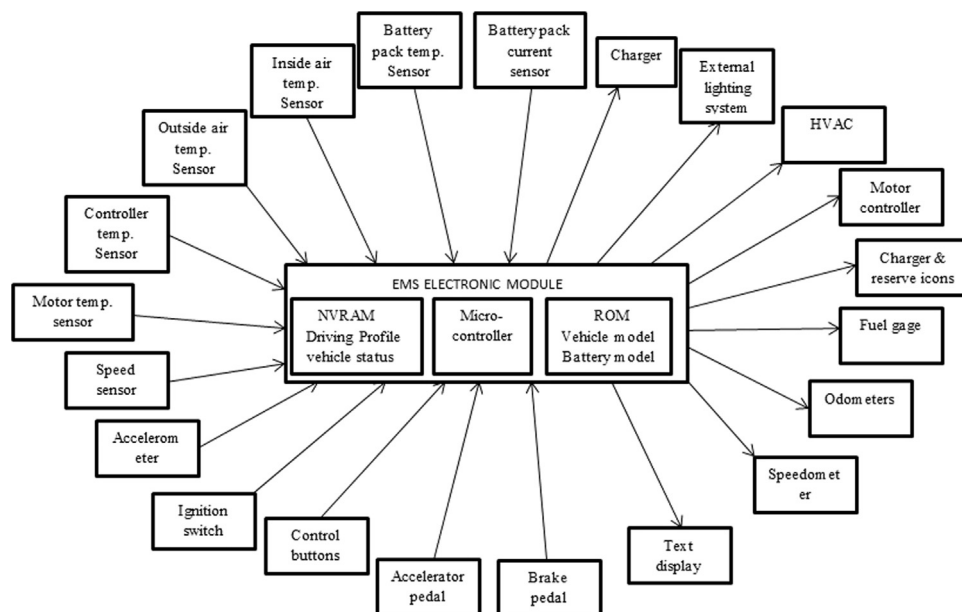 Battery
pack temp.
Sensor
Battery pack
current
sensor
Charger
External
lighting
system
Inside air
temp.
Sensor
HVAC
Outside air
temp.
Sensor
Motor
controller
Controller
temp.
Sensor
Charger &
reserve icons
Motor temp.
sensor
Fuel gage
EMS ELECTRONIC MODULE
NVRAM
Driving Profile
vehicle status
Micro-
controller
ROM
Vehicle model
Battery model
Speed
sensor
Odometers
Accelerom
eter
Speedomet
er
Ignition
switch
Control
buttons
Text
display
Accelerator
pedal
Brake
pedal